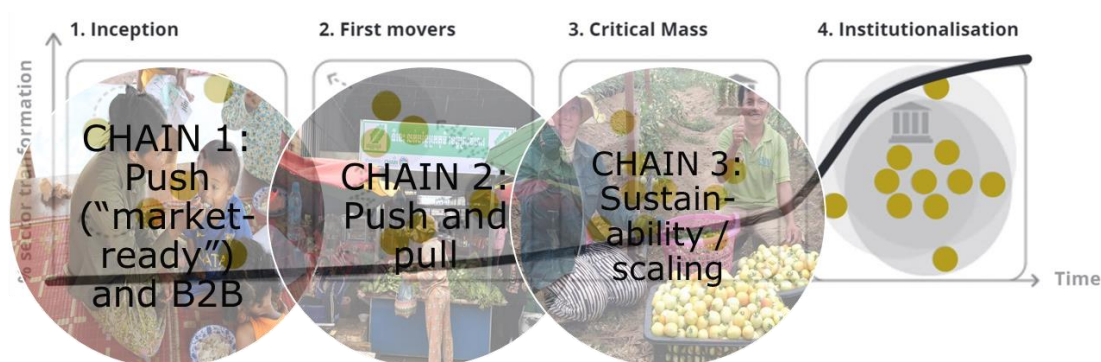 1. Inception
2. First movers
3. Critical Mass
4. Institutionalisation
% sector transformation
CHAIN 1:
Push
(“market-
ready”)
and B2B
CHAIN 2:
Push and
pull
CHAIN 3:
Sustain-
ability /
scaling
Time